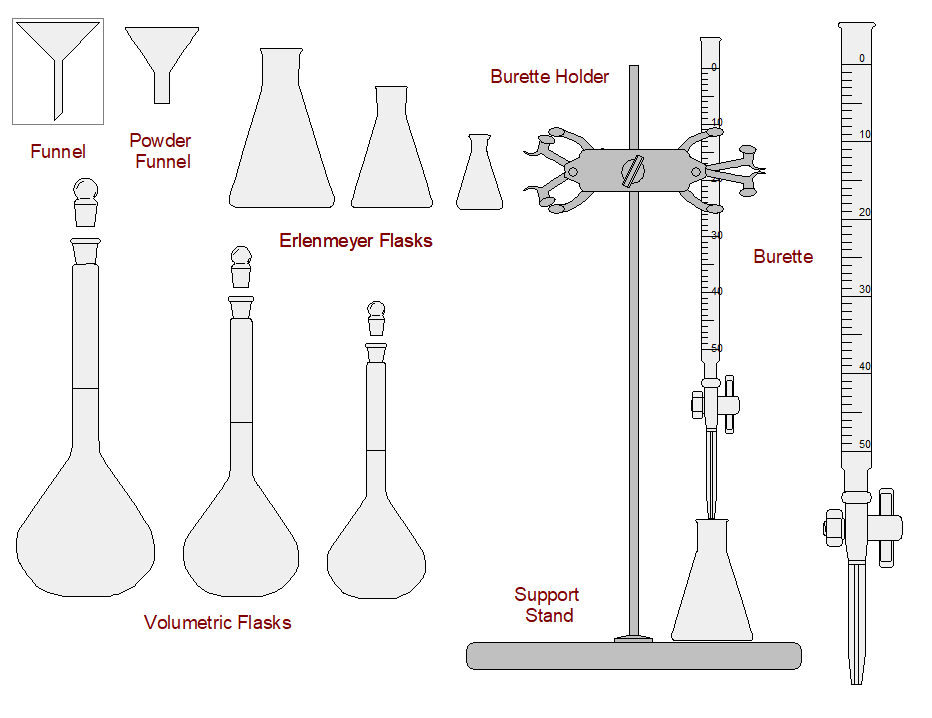 Funnel
Powder
Funnel
Erlenmeyer Flasks
Burette Holder
0
10
20
30
40
50
Burette
0
10
20
30
40
50
Volumetric Flasks
Support
Stand